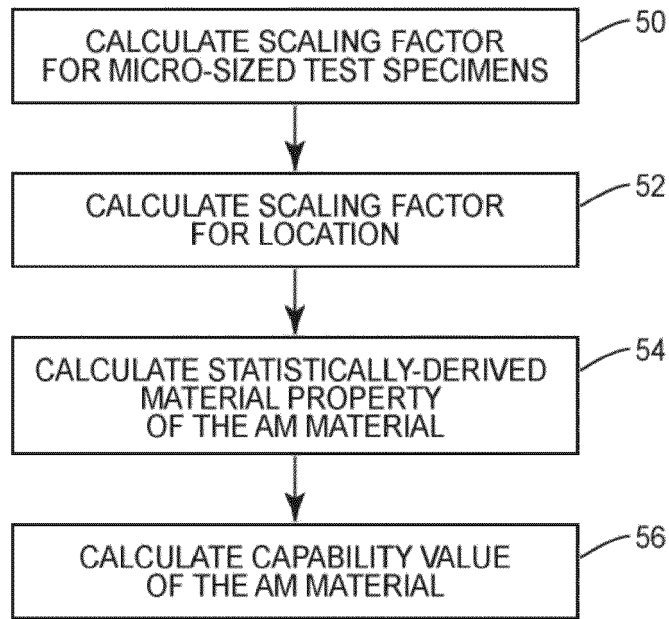 CALCULATE SCALING FACTOR
FOR MICRO-SIZED TEST SPECIMENS
50
CALCULATE SCALING FACTOR
FOR LOCATION
52
CALCULATE STATISTICALLY-DERIVED
MATERIAL PROPERTY
OF THE AM MATERIAL
54
CALCULATE CAPABILITY VALUE
OF THE AM MATERIAL
56